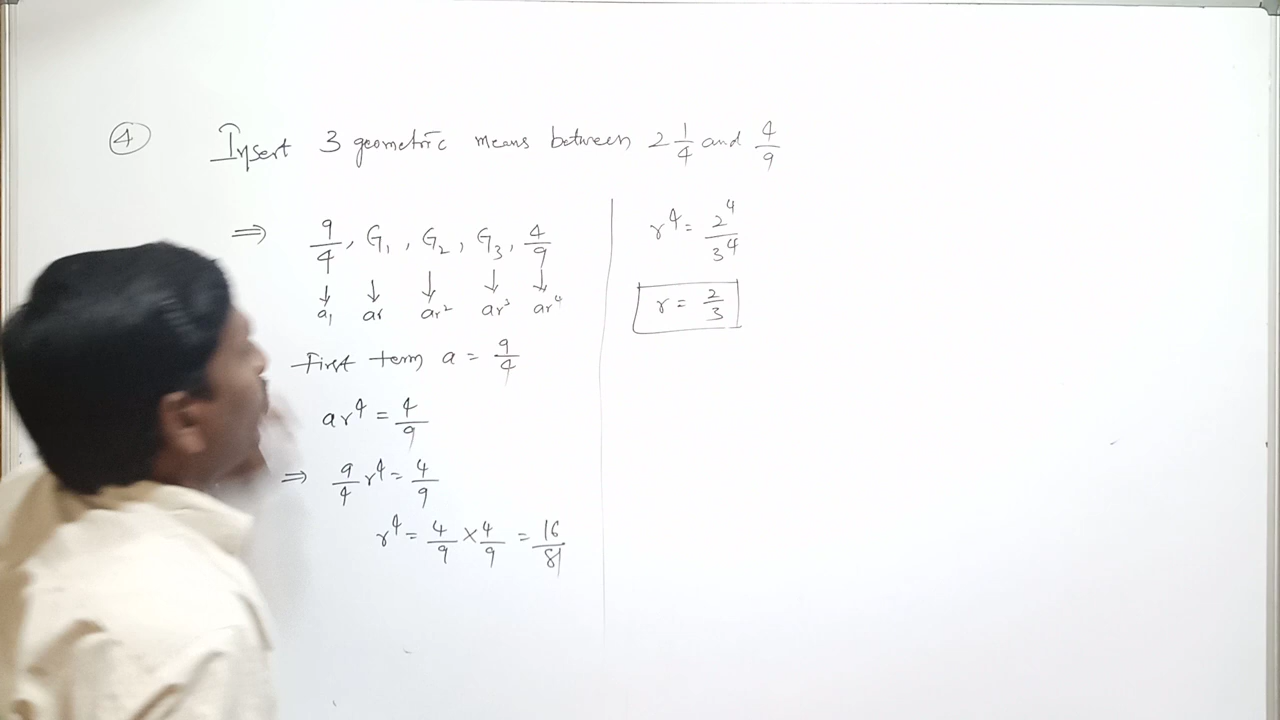 ④ Insert 3 geometric means between 2 1/4 and 4/9
⇒ 9/4, G₁, G₂, G₃, 4/9
↓ ↓ ↓ ↓ ↓
a₁ ar ar² ar³ ar⁴
First term a = 9/4
ar⁴ = 4/9
⇒ 9/4 r⁴ = 4/9
r⁴ = 4/9 × 4/9 = 16/81
r⁴ = 2⁴/3⁴
r = 2/3